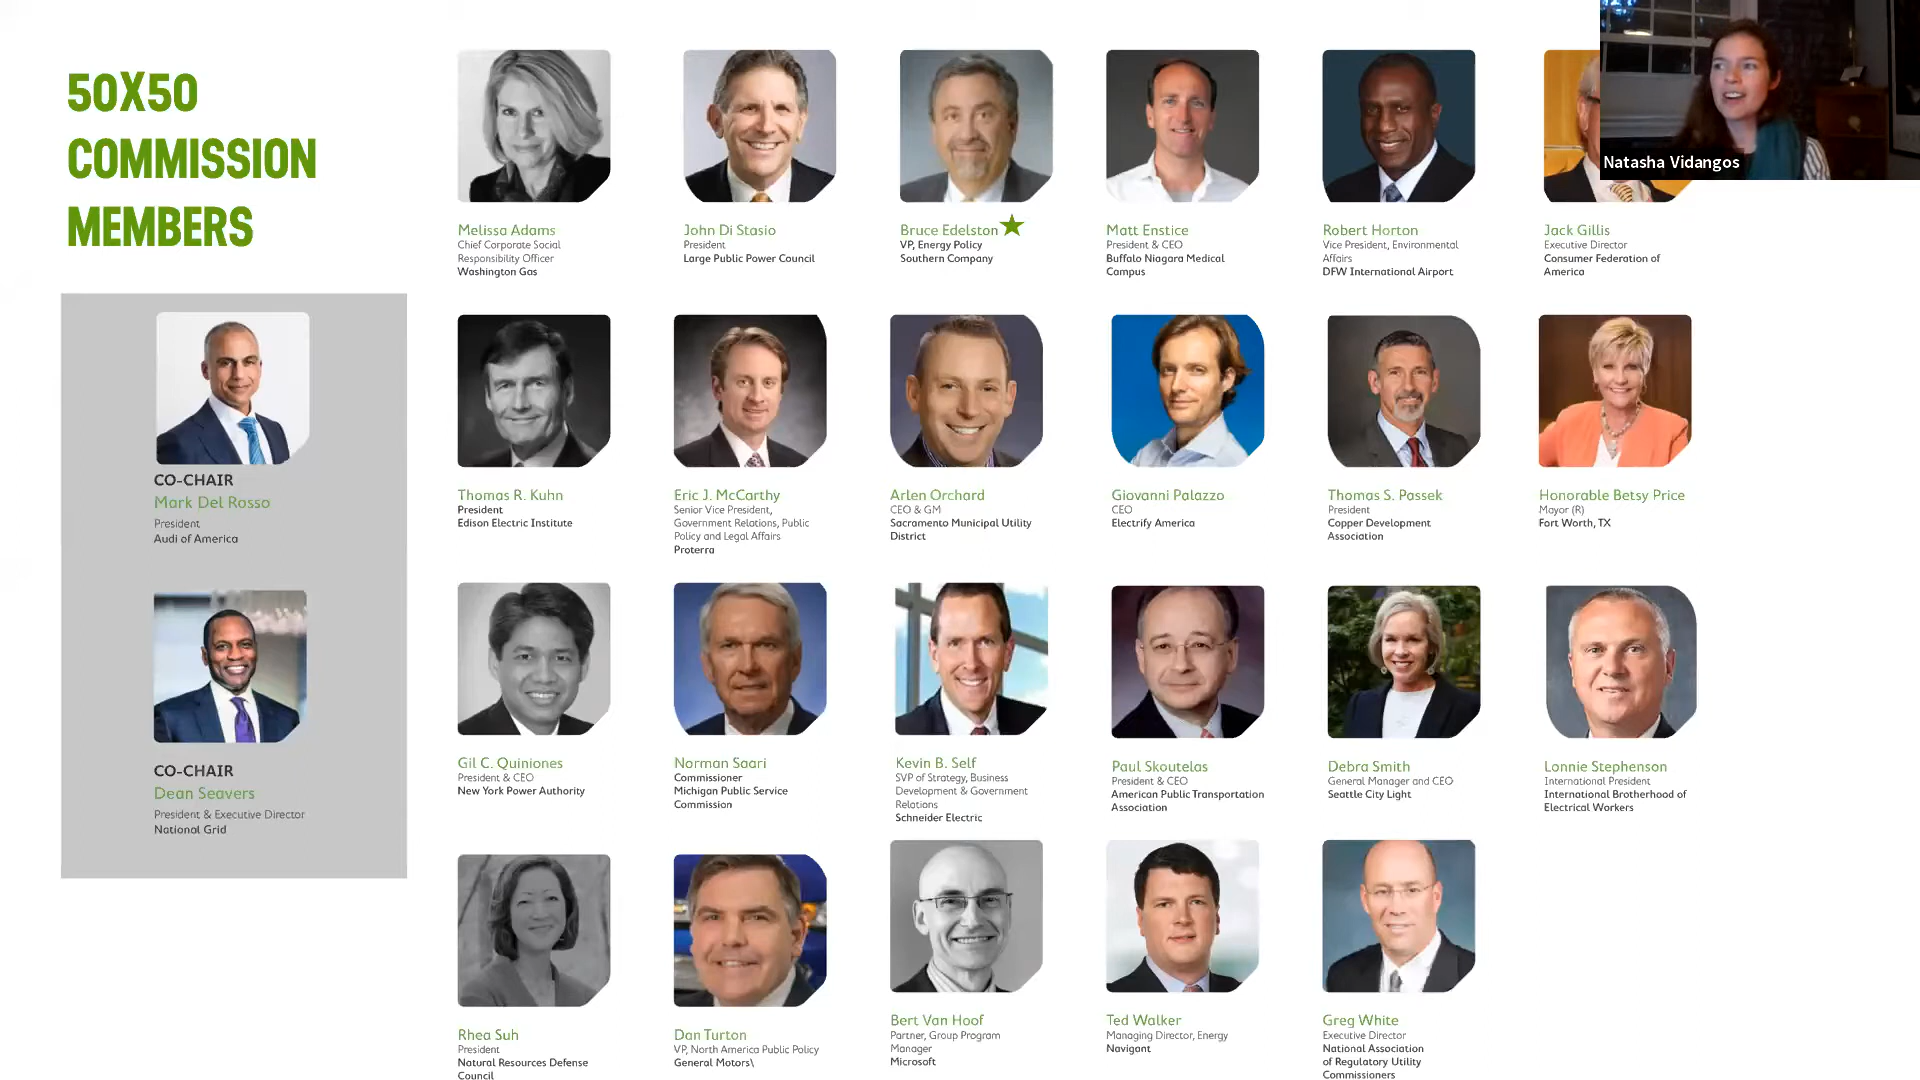 50X50
COMMISSION
MEMBERS
CO-CHAIR
Mark Del Rosso
President
Audi of America
CO-CHAIR
Dean Seavers
President & Executive Director
National Grid
Melissa Adams
Chief Corporate Social
Responsibility Officer
Washington Gas
John Di Stasio
President
Large Public Power Council
Bruce Edelston
VP, Energy Policy
Southern Company
Matt Enstice
President & CEO
Buffalo Niagara Medical
Campus
Robert Horton
Vice President, Environmental
Affairs
DFW International Airport
Jack Gillis
Executive Director
Consumer Federation of
America
Natasha Vidangos
Thomas R. Kuhn
President
Edison Electric Institute
Eric J. McCarthy
Senior Vice President,
Government Relations, Public
Policy and Legal Affairs
Proterra
Arlen Orchard
CEO & GM
Sacramento Municipal Utility
District
Giovanni Palazzo
CEO
Electrify America
Thomas S. Passek
President
Copper Development
Association
Honorable Betsy Price
Mayor (R)
Fort Worth, TX
Gil C. Quiniones
President & CEO
New York Power Authority
Norman Saari
Commissioner
Michigan Public Service
Commission
Kevin B. Self
SVP of Strategy, Business
Development & Government
Relations
Schneider Electric
Paul Skoutelas
President & CEO
American Public Transportation
Association
Debra Smith
General Manager and CEO
Seattle City Light
Lonnie Stephenson
International President
International Brotherhood of
Electrical Workers
Rhea Suh
President
Natural Resources Defense
Council
Dan Turton
VP, North America Public Policy
General Motors\
Bert Van Hoof
Partner, Group Program
Manager
Microsoft
Ted Walker
Managing Director, Energy
Navigant
Greg White
Executive Director
National Association
of Regulatory Utility
Commissioners